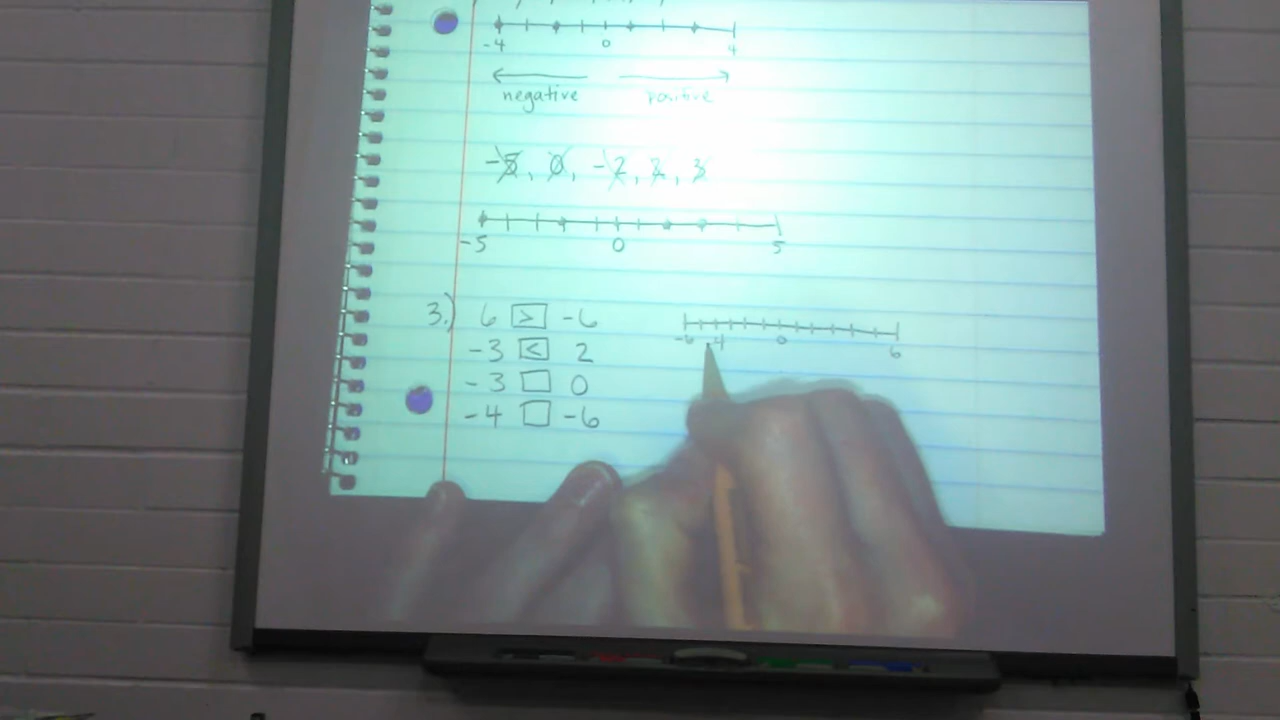 -4 0 4
negative positive
-5, 0, -2, 2, 3
-5 0 5
3.) 6 > -6
-3 < 2
-3 □ 0
-4 □ -6
-6 -4 0 6